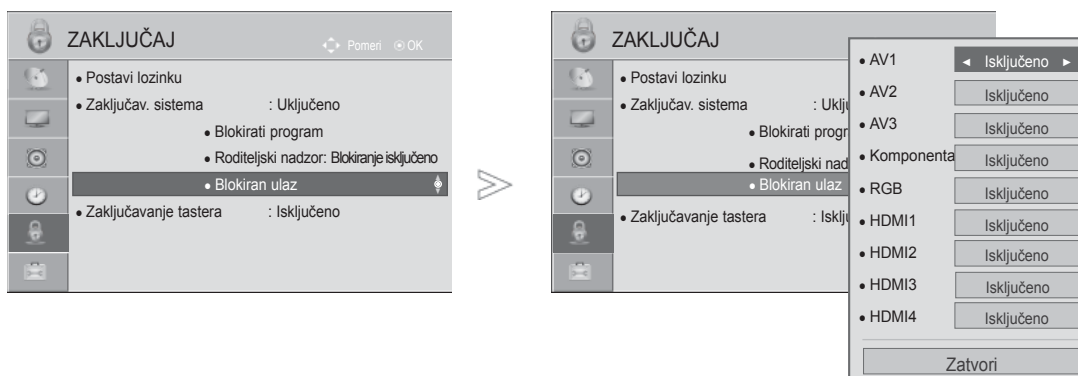 ZAKLJUČAJ
Pomeri OK
• Postavi lozinku
• Zaključav. sistema : Uključeno
• Blokirati program
• Roditeljski nadzor: Blokiranje isključeno
• Blokiran ulaz
• Zaključavanje tastera : Isključeno
ZAKLJUČAJ
• Postavi lozinku
• Zaključav. sistema : Uklju
• Blokirati progr
• Roditeljski nad
• Blokiran ulaz
• Zaključavanje tastera : Isklju
• AV1 ◄ Isključeno ►
• AV2 Isključeno
• AV3 Isključeno
• Komponenta Isključeno
• RGB Isključeno
• HDMI1 Isključeno
• HDMI2 Isključeno
• HDMI3 Isključeno
• HDMI4 Isključeno
Zatvori